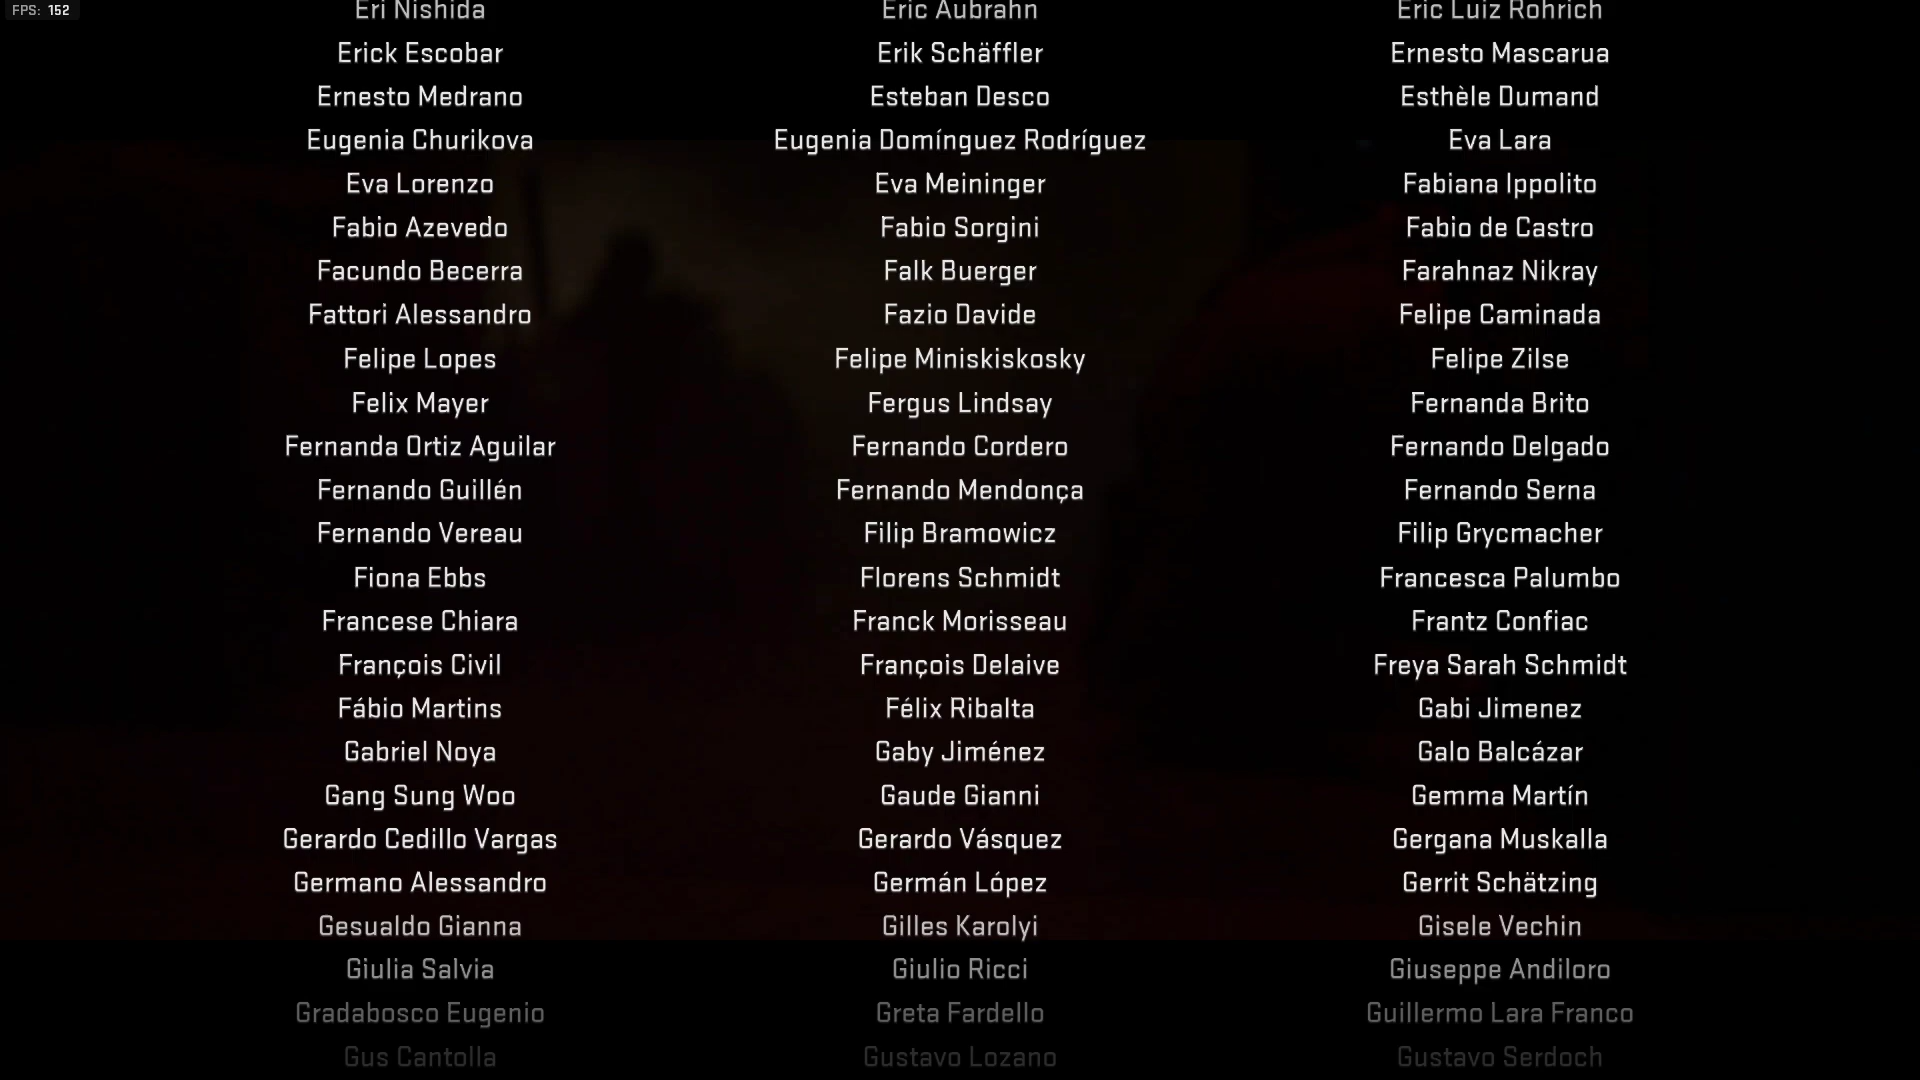 FPS: 152
Eri Nishida Eric Aubrahn Eric Luiz Rohrich
Erick Escobar Erik Schäffler Ernesto Mascarua
Ernesto Medrano Esteban Desco Esthèle Dumand
Eugenia Churikova Eugenia Domínguez Rodríguez Eva Lara
Eva Lorenzo Eva Meininger Fabiana Ippolito
Fabio Azevedo Fabio Sorgini Fabio de Castro
Facundo Becerra Falk Buerger Farahnaz Nikray
Fattori Alessandro Fazio Davide Felipe Caminada
Felipe Lopes Felipe Miniskiskosky Felipe Zilse
Felix Mayer Fergus Lindsay Fernanda Brito
Fernanda Ortiz Aguilar Fernando Cordero Fernando Delgado
Fernando Guillén Fernando Mendonça Fernando Serna
Fernando Vereau Filip Bramowicz Filip Grycmacher
Fiona Ebbs Florens Schmidt Francesca Palumbo
Francese Chiara Franck Morisseau Frantz Confiac
François Civil François Delaive Freya Sarah Schmidt
Fábio Martins Félix Ribalta Gabi Jimenez
Gabriel Noya Gaby Jiménez Galo Balcázar
Gang Sung Woo Gaude Gianni Gemma Martín
Gerardo Cedillo Vargas Gerardo Vásquez Gergana Muskalla
Germano Alessandro Germán López Gerrit Schätzing
Gesualdo Gianna Gilles Karolyi Gisele Vechin
Giulia Salvia Giulio Ricci Giuseppe Andiloro
Gradabosco Eugenio Greta Fardello Guillermo Lara Franco
Gus Cantolla Gustavo Lozano Gustavo Serdoch